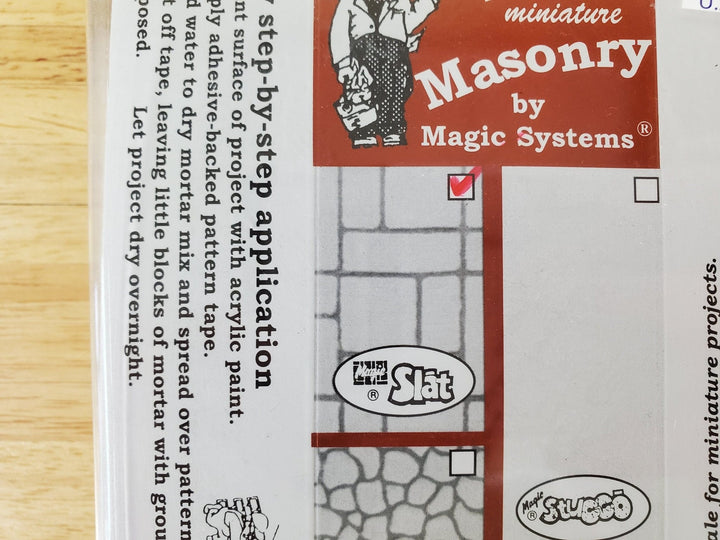 miniature
Masonry
by
Magic Systems®
Magic
®
Slāt
Magic
®
Stuccō
step-by-step application
nt surface of project with acrylic paint.
ply adhesive-backed pattern tape.
d water to dry mortar mix and spread over pattern
t off tape, leaving little blocks of mortar with grou
posed.
Let project dry overnight.
ale for miniature projects.